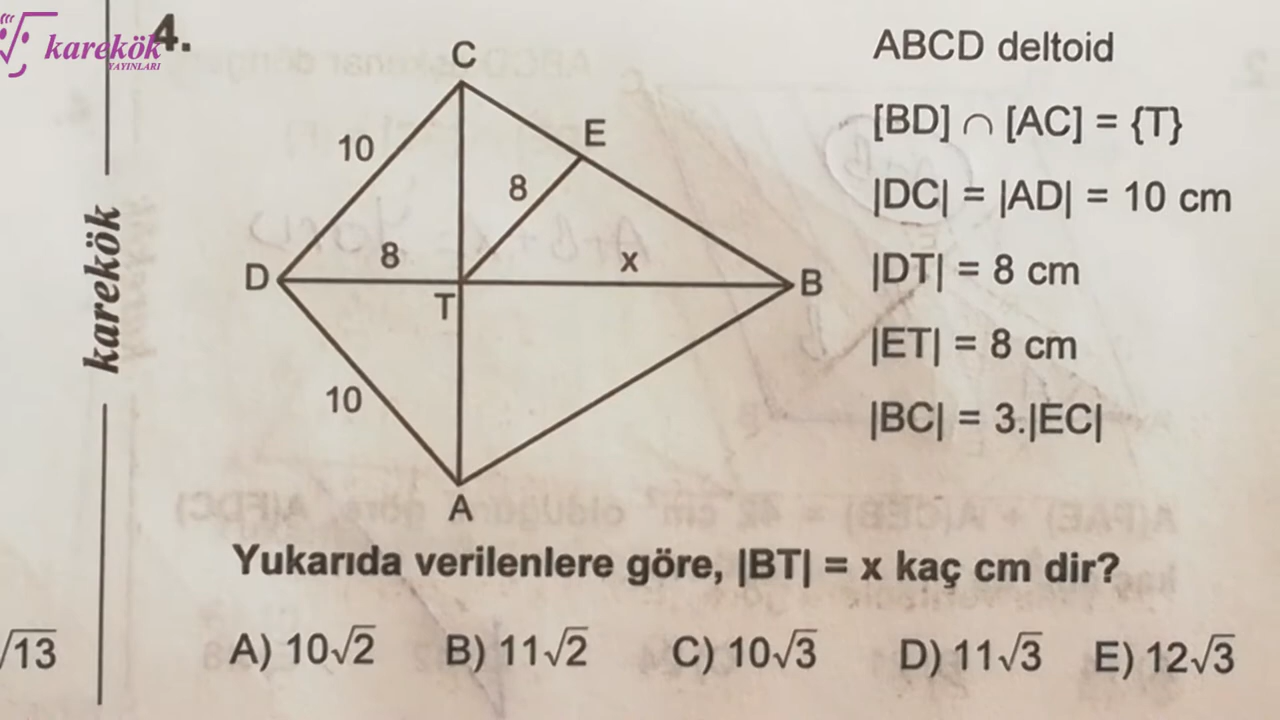 karekök
YAYINLARI
4.
karekök
√13
C
10
E
8
8
x
D
T
B
10
A
ABCD deltoid
[BD] ∩ [AC] = {T}
|DC| = |AD| = 10 cm
|DT| = 8 cm
|ET| = 8 cm
|BC| = 3.|EC|
Yukarıda verilenlere göre, |BT| = x kaç cm dir?
A) 10√2 B) 11√2 C) 10√3 D) 11√3 E) 12√3